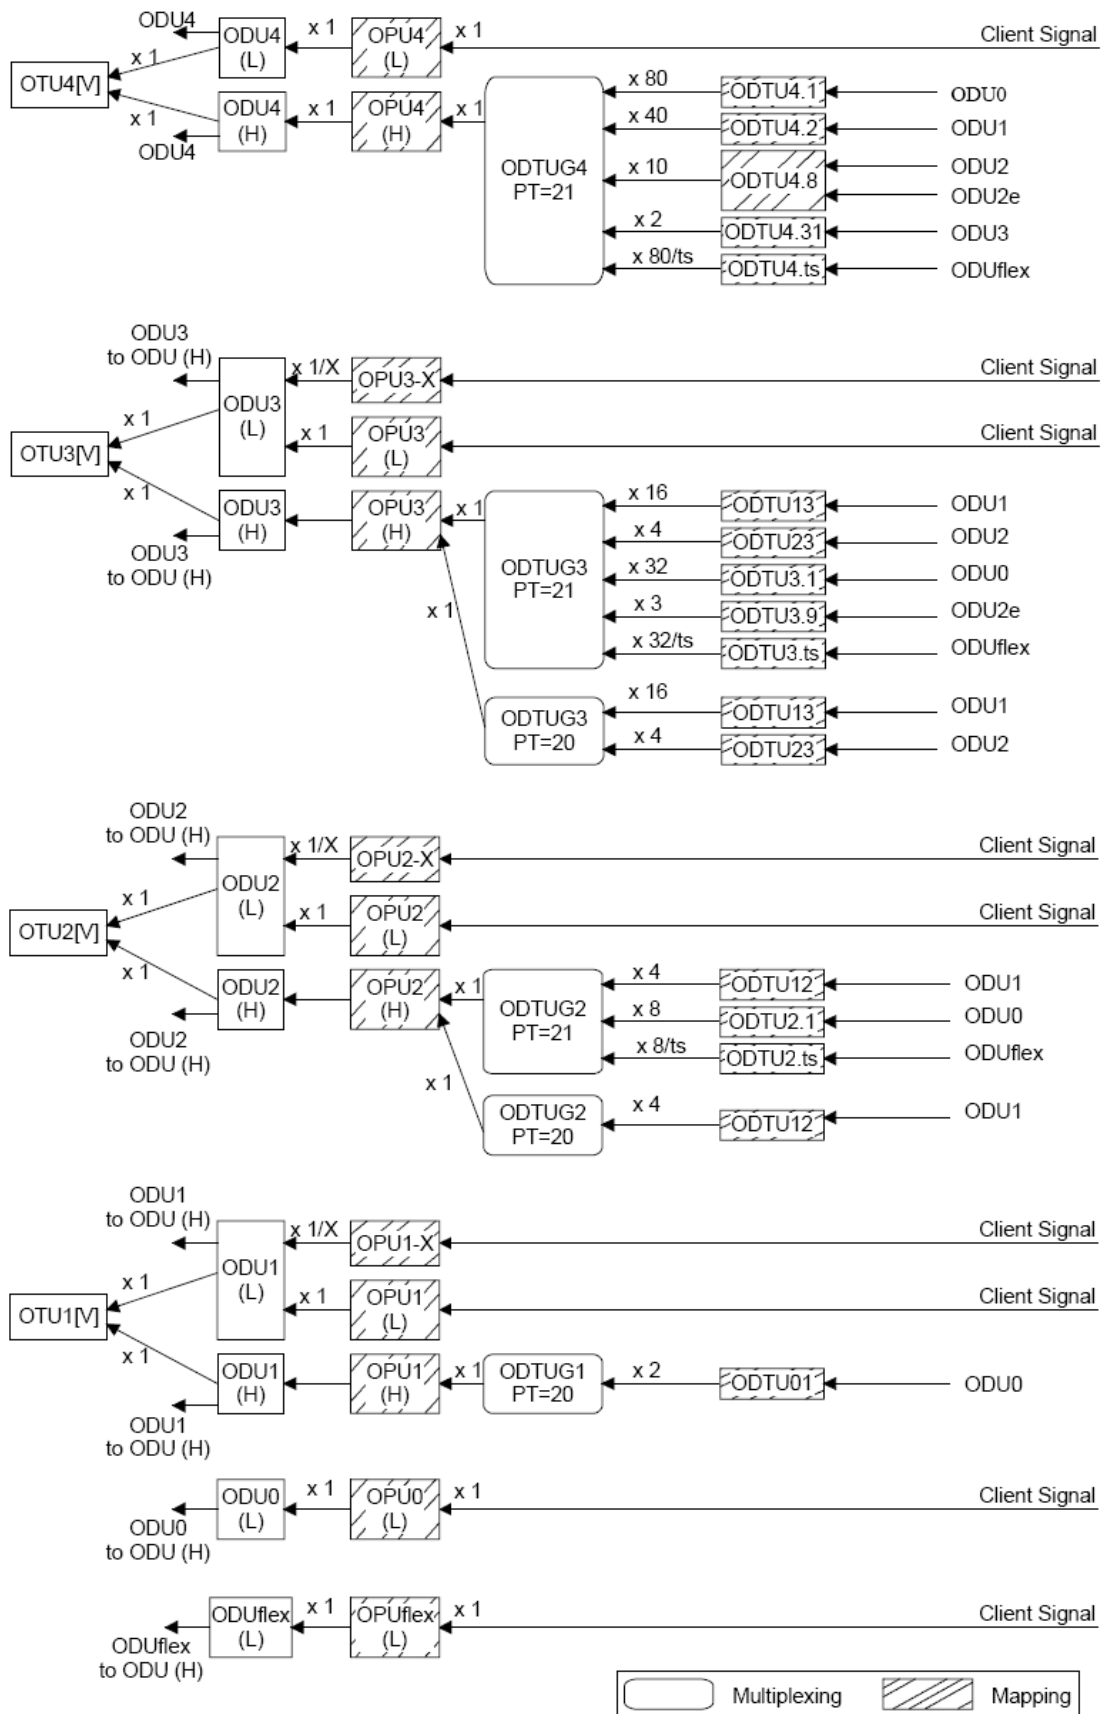 ODU4
ODU4
(L)
x 1
OPU4
(L)
x 1
Client Signal
x 1
OTU4[V]
x 1
ODU4
(H)
x 1
OPU4
(H)
x 1
ODU4
ODTUG4
PT=21
x 80
ODTU4.1
ODU0
x 40
ODTU4.2
ODU1
x 10
ODTU4.8
ODU2
ODU2e
x 2
ODTU4.31
ODU3
x 80/ts
ODTU4.ts
ODUflex
ODU3
to ODU (H)
ODU3
(L)
x 1/X
OPU3-X
Client Signal
x 1
OPU3
(L)
Client Signal
x 1
OTU3[V]
x 1
ODU3
(H)
OPU3
(H)
x 1
ODU3
to ODU (H)
x 1
ODTUG3
PT=21
x 16
ODTU13
ODU1
x 4
ODTU23
ODU2
x 32
ODTU3.1
ODU0
x 3
ODTU3.9
ODU2e
x 32/ts
ODTU3.ts
ODUflex
ODTUG3
PT=20
x 16
ODTU13
ODU1
x 4
ODTU23
ODU2
ODU2
to ODU (H)
ODU2
(L)
x 1/X
OPU2-X
Client Signal
x 1
OPU2
(L)
Client Signal
x 1
OTU2[V]
x 1
ODU2
(H)
OPU2
(H)
x 1
ODU2
to ODU (H)
x 1
ODTUG2
PT=21
x 4
ODTU12
ODU1
x 8
ODTU2.1
ODU0
x 8/ts
ODTU2.ts
ODUflex
ODTUG2
PT=20
x 4
ODTU12
ODU1
ODU1
to ODU (H)
ODU1
(L)
x 1/X
OPU1-X
Client Signal
x 1
OPU1
(L)
Client Signal
x 1
OTU1[V]
x 1
ODU1
(H)
OPU1
(H)
x 1
ODTUG1
PT=20
x 2
ODTU01
ODU0
ODU1
to ODU (H)
ODU0
(L)
x 1
OPU0
(L)
x 1
Client Signal
ODU0
to ODU (H)
ODUflex
(L)
x 1
OPUflex
(L)
x 1
Client Signal
ODUflex
to ODU (H)
Multiplexing
Mapping